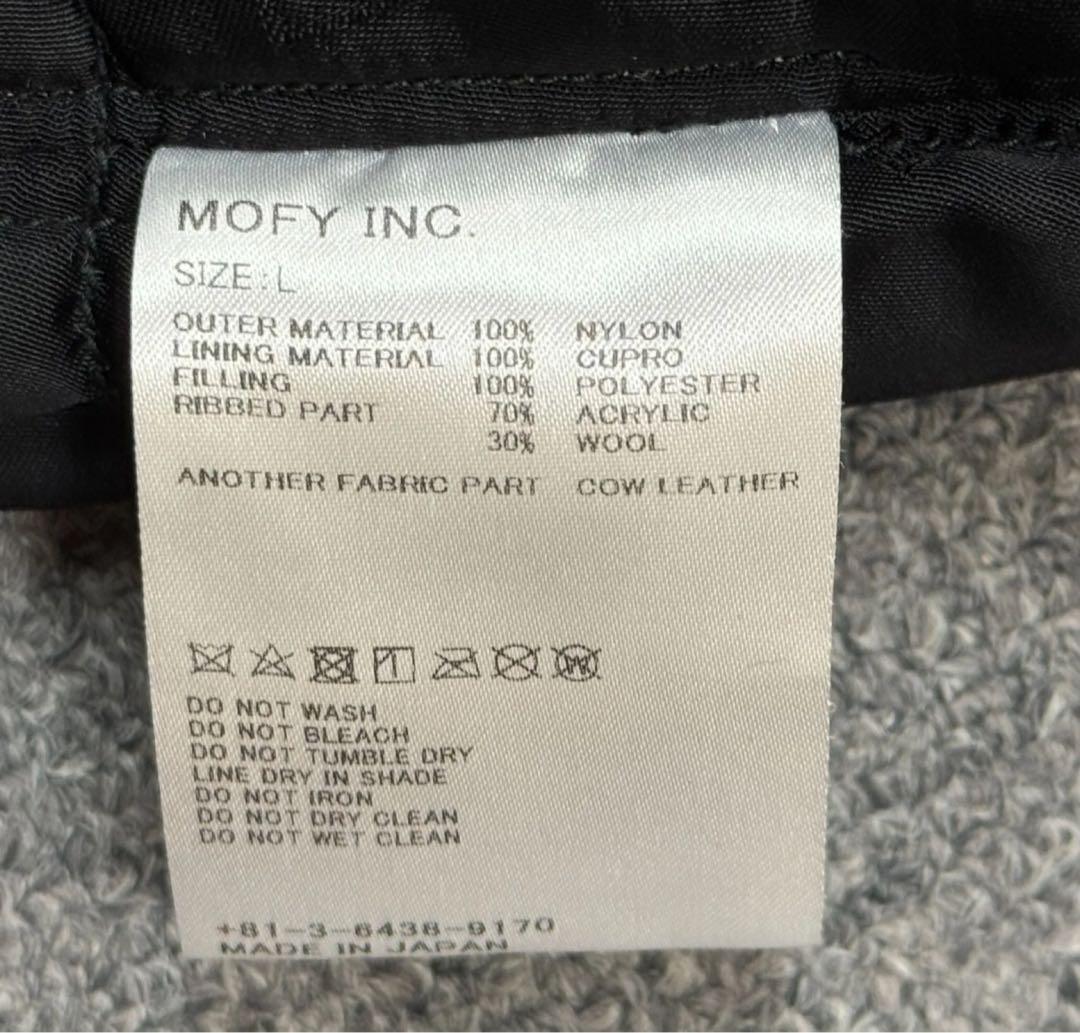 MOFY INC.
SIZE:L
OUTER MATERIAL 100% NYLON
LINING MATERIAL 100% CUPRO
FILLING 100% POLYESTER
RIBBED PART 70% ACRYLIC
30% WOOL
ANOTHER FABRIC PART COW LEATHER
W
DO NOT WASH
DO NOT BLEACH
DO NOT TUMBLE DRY
LINE DRY IN SHADE
DO NOT IRON
DO NOT DRY CLEAN
DO NOT WET CLEAN
+81-3-6438-9170
MADE IN JAPAN